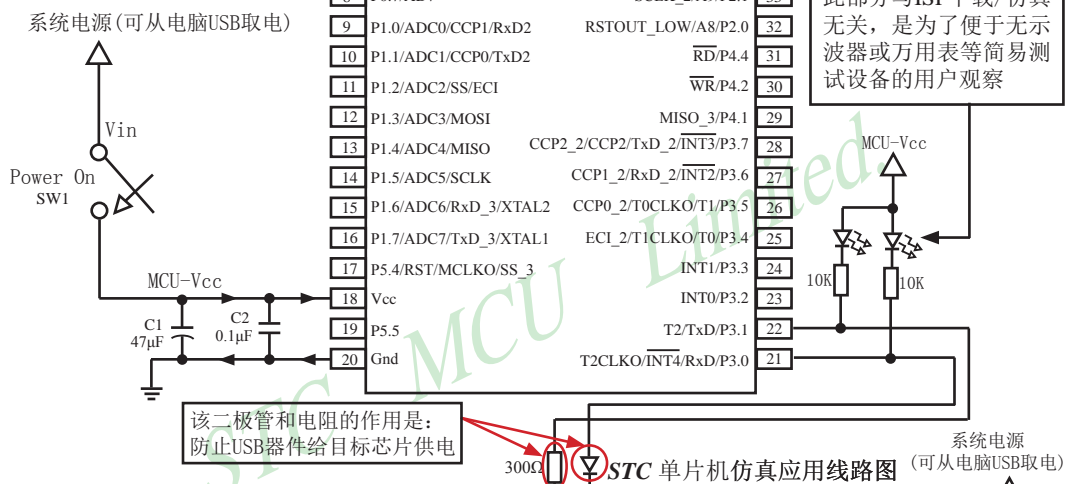 系统电源(可从电脑USB取电)
Vin
Power On
SW1
MCU-Vcc
C1
47μF
C2
0.1μF
9 P1.0/ADC0/CCP1/RxD2
10 P1.1/ADC1/CCP0/TxD2
11 P1.2/ADC2/SS/ECI
12 P1.3/ADC3/MOSI
13 P1.4/ADC4/MISO
14 P1.5/ADC5/SCLK
15 P1.6/ADC6/RxD_3/XTAL2
16 P1.7/ADC7/TxD_3/XTAL1
17 P5.4/RST/MCLKO/SS_3
18 Vcc
19 P5.5
20 Gnd
RSTOUT_LOW/A8/P2.0 32
RD/P4.4 31
WR/P4.2 30
MISO_3/P4.1 29
CCP2_2/CCP2/TxD_2/INT3/P3.7 28
CCP1_2/RxD_2/INT2/P3.6 27
CCP0_2/T0CLKO/T1/P3.5 26
ECI_2/T1CLKO/T0/P3.4 25
INT1/P3.3 24
INT0/P3.2 23
T2/TxD/P3.1 22
T2CLKO/INT4/RxD/P3.0 21
无关，是为了便于无示
波器或万用表等简易测
试设备的用户观察
MCU-Vcc
10K
10K
该二极管和电阻的作用是：
防止USB器件给目标芯片供电
300Ω
STC 单片机仿真应用线路图
系统电源
(可从电脑USB取电)
STC MCU Limited.